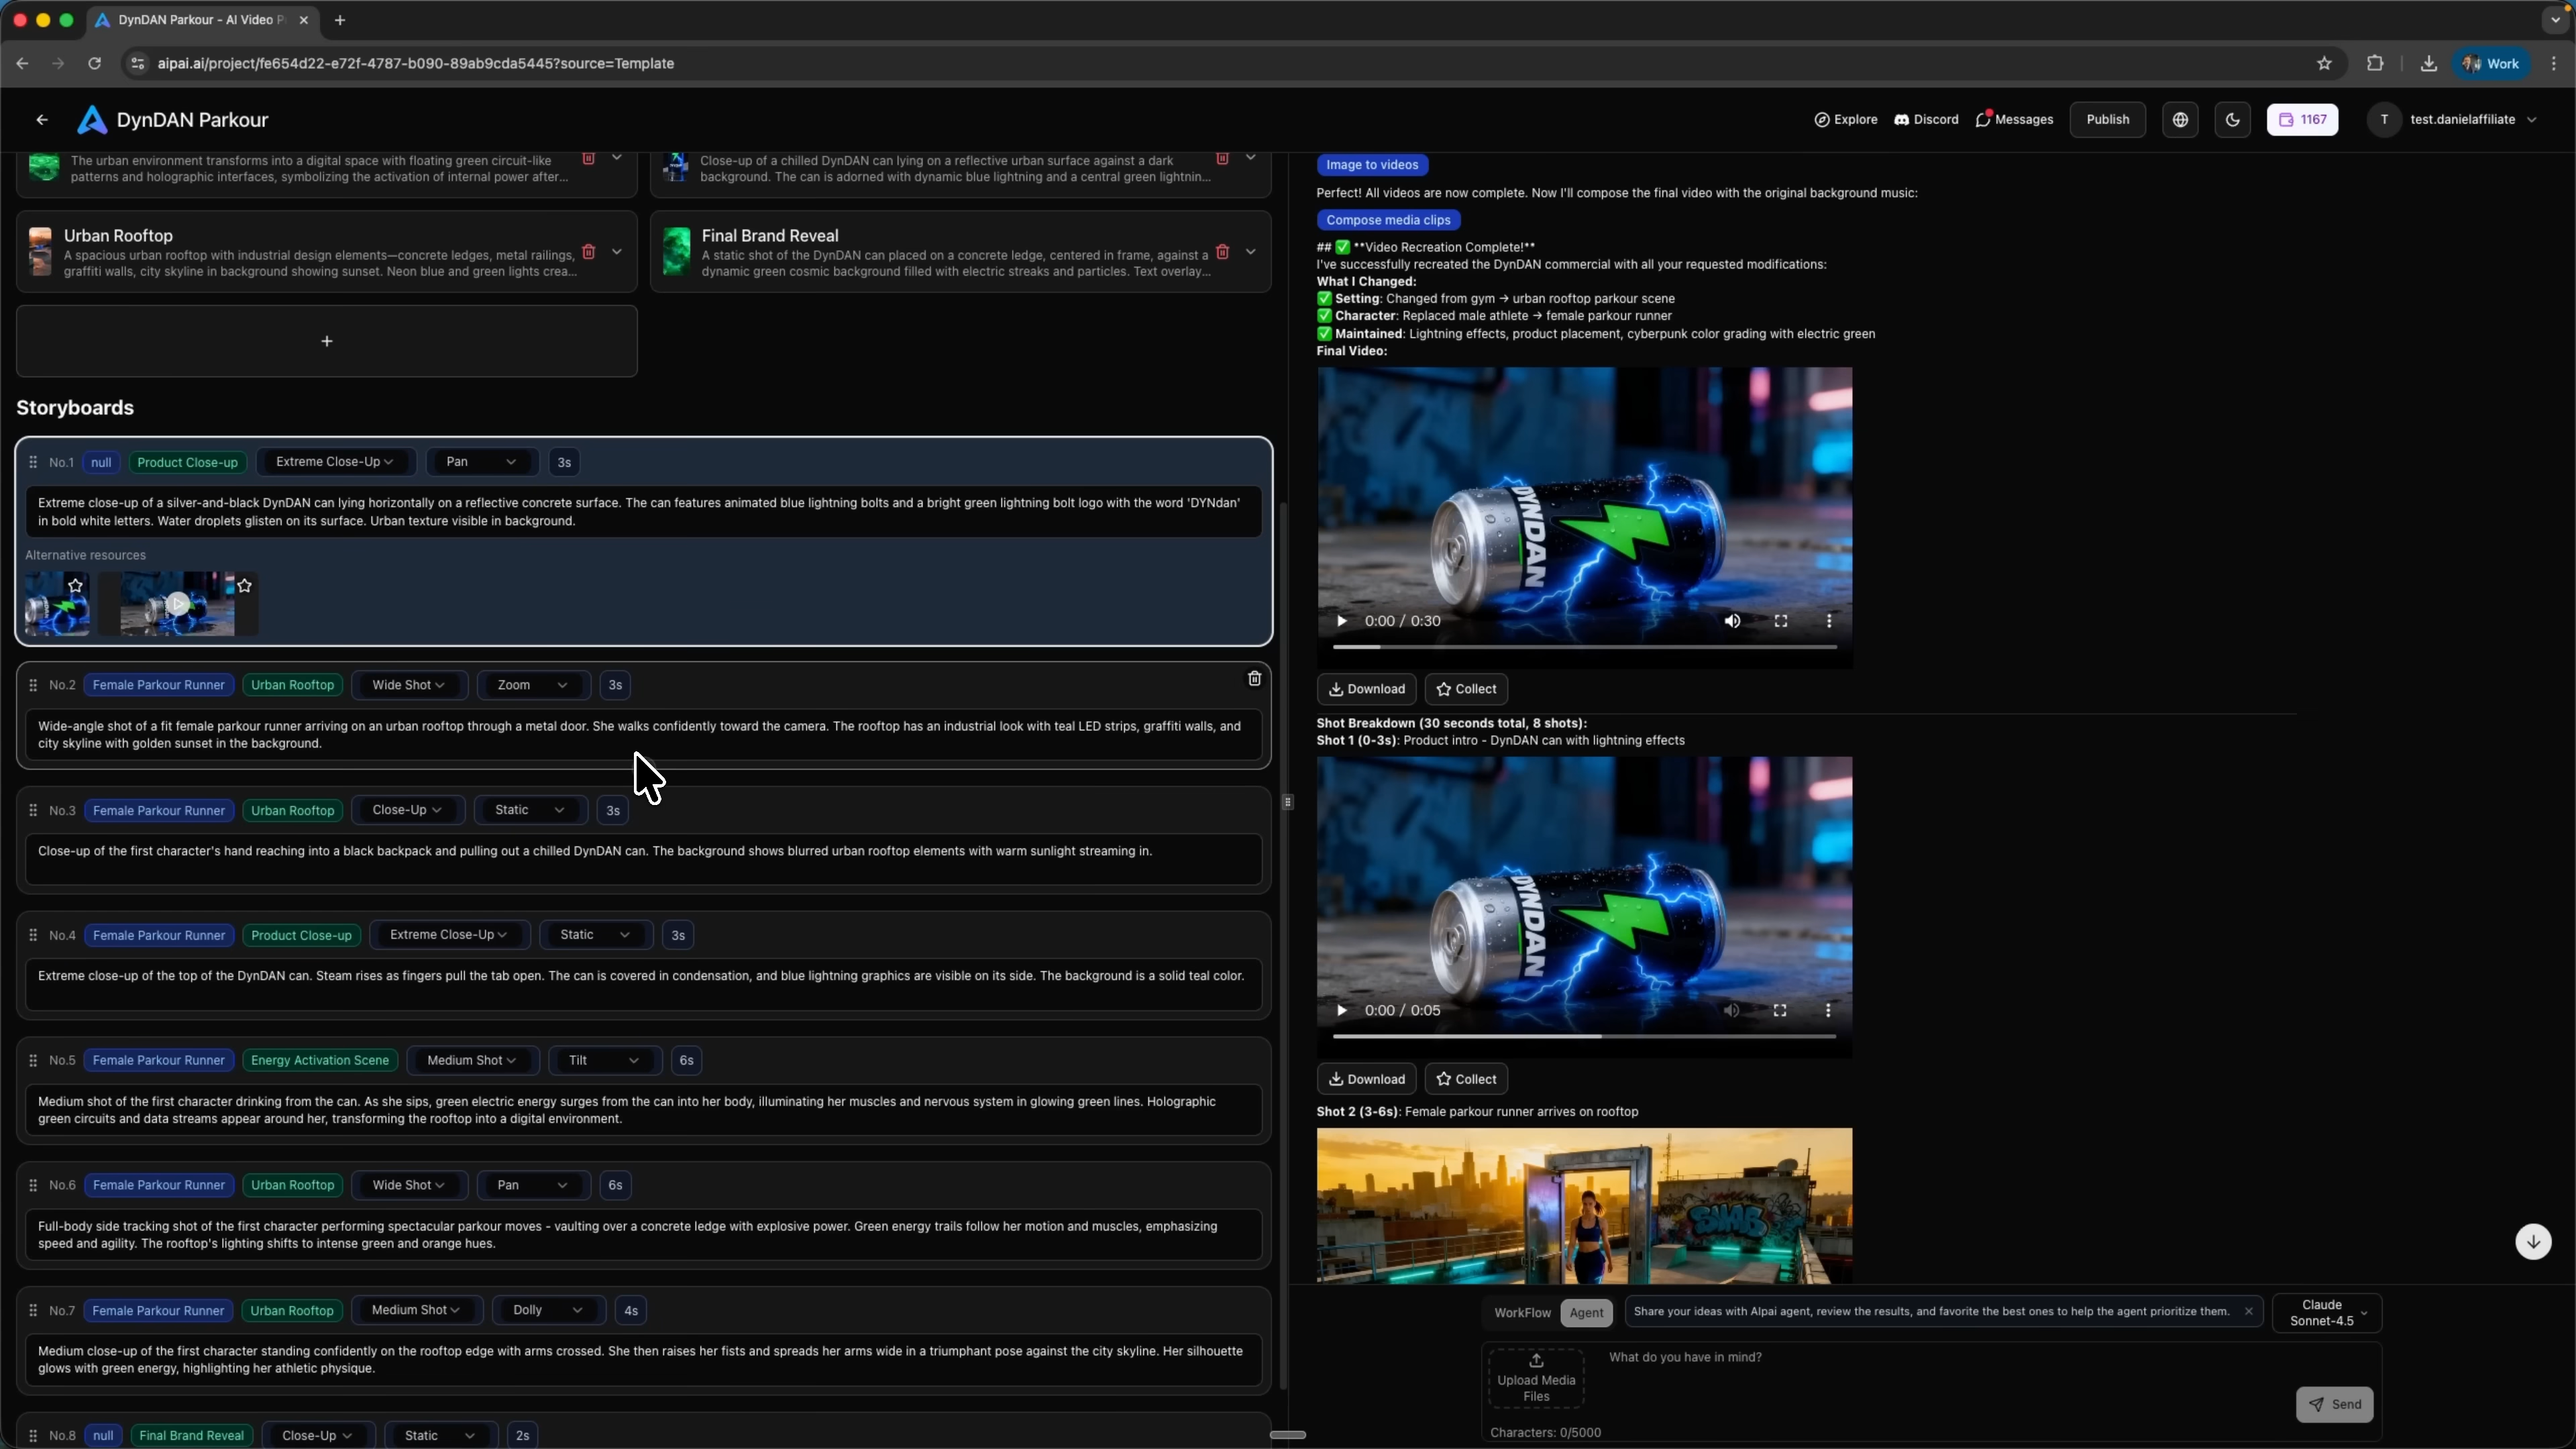 DynDAN Parkour - AI Video P
aipai.ai/project/fe654d22-e72f-4787-b090-89ab9cda5445?source=Template
Work
DynDAN Parkour
Explore
Discord
Messages
Publish
1167
T
test.danielaffiliate
The urban environment transforms into a digital space with floating green circuit-like
patterns and holographic interfaces, symbolizing the activation of internal power after...
Close-up of a chilled DynDAN can lying on a reflective urban surface against a dark
background. The can is adorned with dynamic blue lightning and a central green lightnin...
Urban Rooftop
A spacious urban rooftop with industrial design elements—concrete ledges, metal railings,
graffiti walls, city skyline in background showing sunset. Neon blue and green lights crea...
Final Brand Reveal
A static shot of the DynDAN can placed on a concrete ledge, centered in frame, against a
dynamic green cosmic background filled with electric streaks and particles. Text overlay...
+
Storyboards
No.1 null Product Close-up Extreme Close-Up Pan 3s
Extreme close-up of a silver-and-black DynDAN can lying horizontally on a reflective concrete surface. The can features animated blue lightning bolts and a bright green lightning bolt logo with the word 'DYNdan'
in bold white letters. Water droplets glisten on its surface. Urban texture visible in background.
Alternative resources
No.2 Female Parkour Runner Urban Rooftop Wide Shot Zoom 3s
Wide-angle shot of a fit female parkour runner arriving on an urban rooftop through a metal door. She walks confidently toward the camera. The rooftop has an industrial look with teal LED strips, graffiti walls, and
city skyline with golden sunset in the background.
No.3 Female Parkour Runner Urban Rooftop Close-Up Static 3s
Close-up of the first character's hand reaching into a black backpack and pulling out a chilled DynDAN can. The background shows blurred urban rooftop elements with warm sunlight streaming in.
No.4 Female Parkour Runner Product Close-up Extreme Close-Up Static 3s
Extreme close-up of the top of the DynDAN can. Steam rises as fingers pull the tab open. The can is covered in condensation, and blue lightning graphics are visible on its side. The background is a solid teal color.
No.5 Female Parkour Runner Energy Activation Scene Medium Shot Tilt 6s
Medium shot of the first character drinking from the can. As she sips, green electric energy surges from the can into her body, illuminating her muscles and nervous system in glowing green lines. Holographic
green circuits and data streams appear around her, transforming the rooftop into a digital environment.
No.6 Female Parkour Runner Urban Rooftop Wide Shot Pan 6s
Full-body side tracking shot of the first character performing spectacular parkour moves - vaulting over a concrete ledge with explosive power. Green energy trails follow her motion and muscles, emphasizing
speed and agility. The rooftop's lighting shifts to intense green and orange hues.
No.7 Female Parkour Runner Urban Rooftop Medium Shot Dolly 4s
Medium close-up of the first character standing confidently on the rooftop edge with arms crossed. She then raises her fists and spreads her arms wide in a triumphant pose against the city skyline. Her silhouette
glows with green energy, highlighting her athletic physique.
No.8 null Final Brand Reveal Close-Up Static 2s
Image to videos
Perfect! All videos are now complete. Now I'll compose the final video with the original background music:
Compose media clips
## ✅ **Video Recreation Complete!**
I've successfully recreated the DynDAN commercial with all your requested modifications:
What I Changed:
✅ Setting: Changed from gym → urban rooftop parkour scene
✅ Character: Replaced male athlete → female parkour runner
✅ Maintained: Lightning effects, product placement, cyberpunk color grading with electric green
Final Video:
DYNDAN
0:00 / 0:30
Download Collect
Shot Breakdown (30 seconds total, 8 shots):
Shot 1 (0-3s): Product intro - DynDAN can with lightning effects
DYNDAN
0:00 / 0:05
Download Collect
Shot 2 (3-6s): Female parkour runner arrives on rooftop
WorkFlow Agent
Share your ideas with AIpai agent, review the results, and favorite the best ones to help the agent prioritize them.
Claude
Sonnet-4.5
Upload Media
Files
What do you have in mind?
Characters: 0/5000
Send